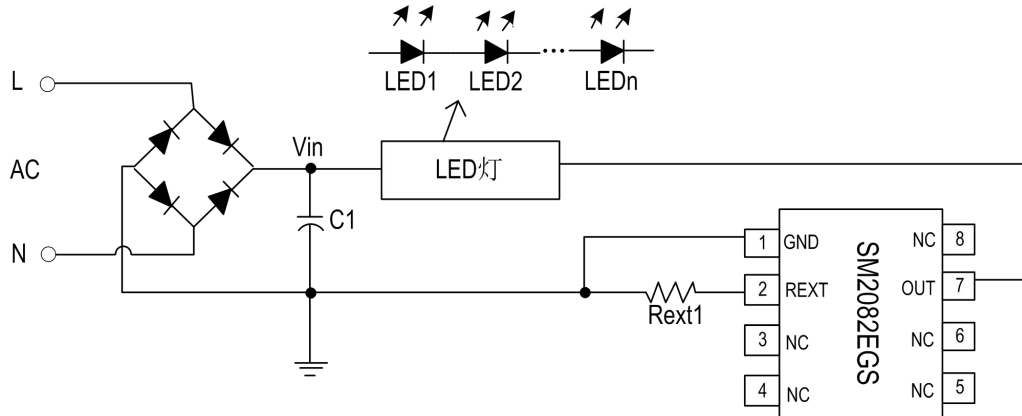 LED1 LED2 LEDn
L
Vin
AC
LED灯
C1
N
1 GND
NC 8
2 REXT
OUT 7
Rext1
3 NC
NC 6
4 NC
NC 5
SM2082EGS